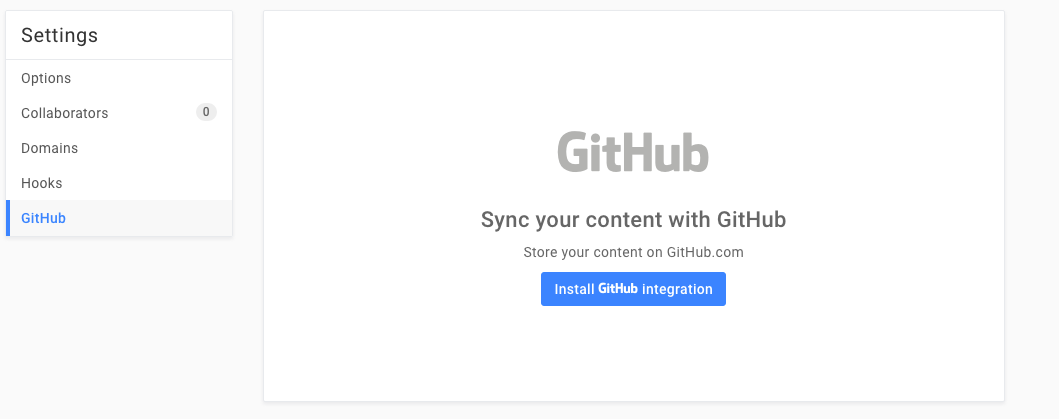 Settings
Options
Collaborators 0
Domains
Hooks
GitHub
GitHub
Sync your content with GitHub
Store your content on GitHub.com
Install GitHub integration